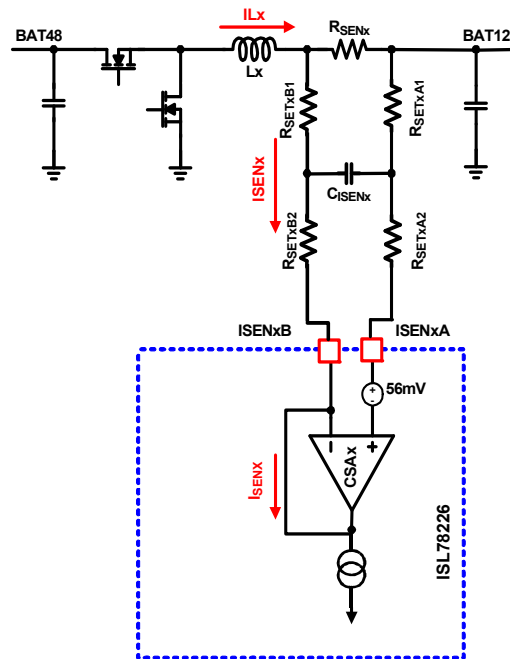 ILx
BAT48
RSENx
BAT12
Lx
RSETxB1
RSETxA1
ISENx
CISENx
RSETxB2
RSETxA2
ISENxB
ISENxA
56mV
+
-
− +
CSAx
ISENX
ISL78226